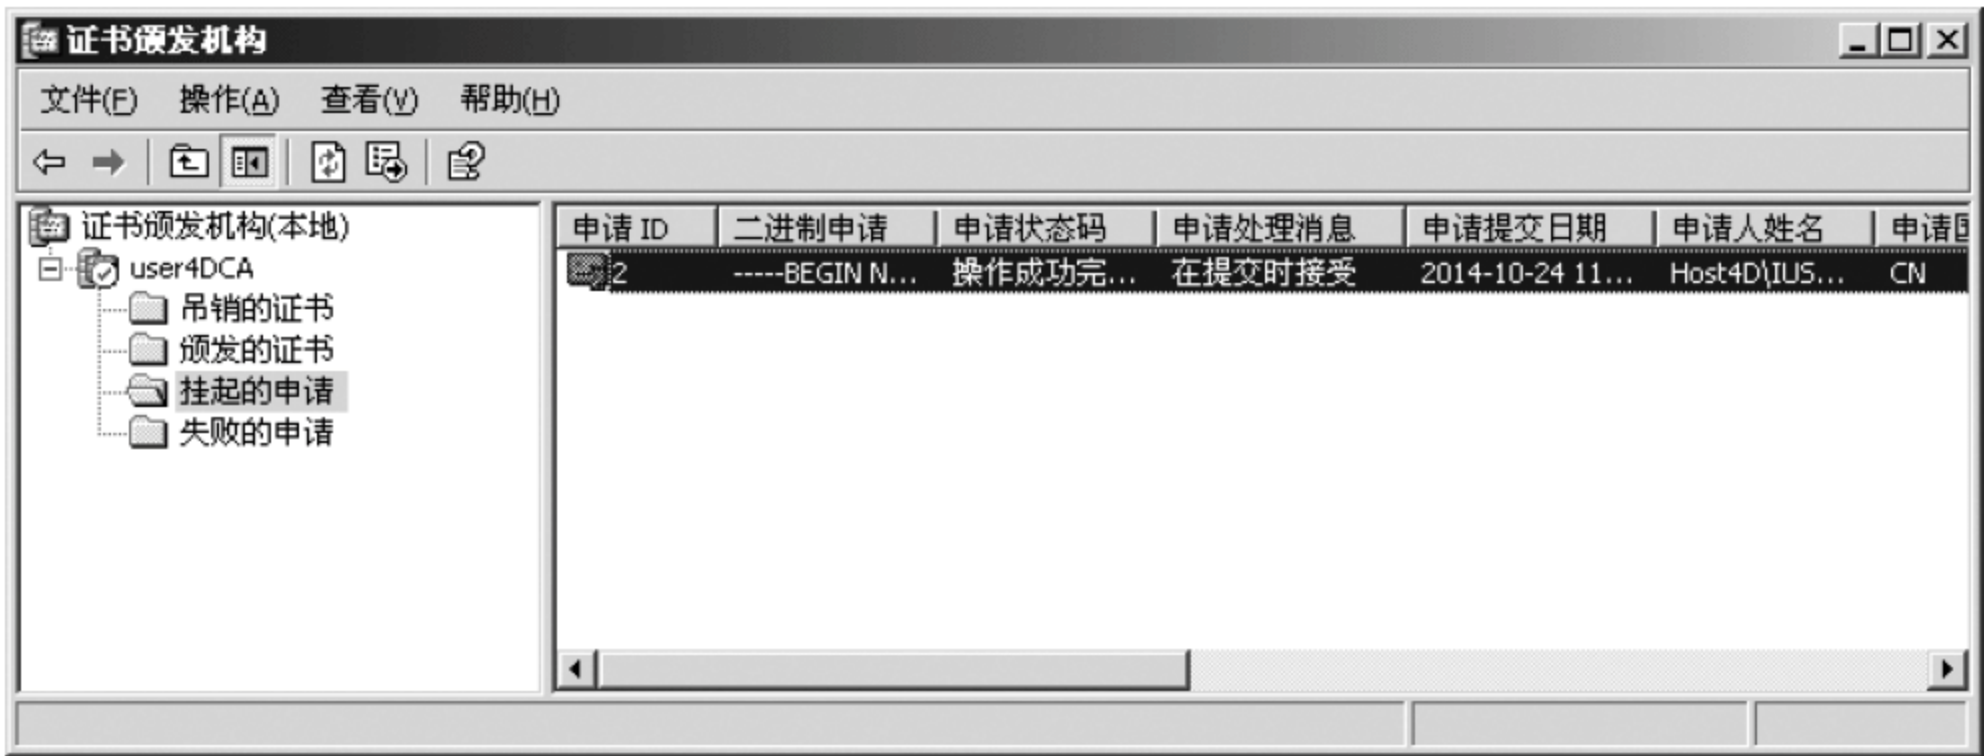 证书颁发机构
文件(F) 操作(A) 查看(V) 帮助(H)
证书颁发机构(本地)
user4DCA
吊销的证书
颁发的证书
挂起的申请
失败的申请
申请 ID 二进制申请 申请状态码 申请处理消息 申请提交日期 申请人姓名 申请国
2 -----BEGIN N... 操作成功完... 在提交时接受 2014-10-24 11... Host4D\IUS... CN